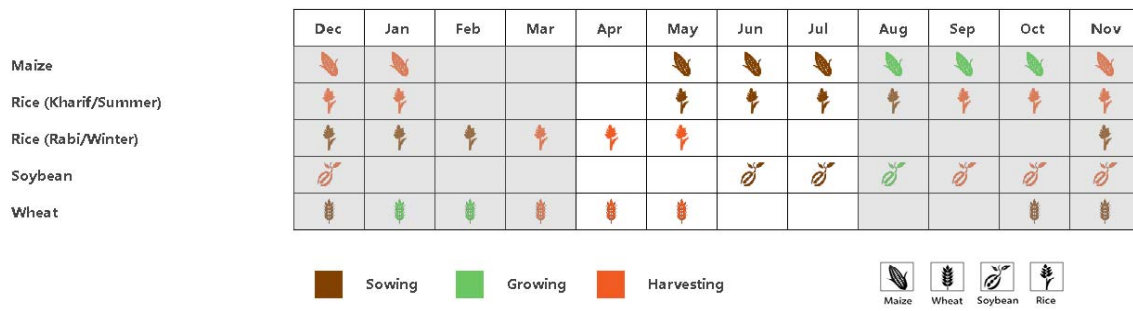 Dec Jan Feb Mar Apr May Jun Jul Aug Sep Oct Nov
Maize
Rice (Kharif/Summer)
Rice (Rabi/Winter)
Soybean
Wheat
Sowing Growing Harvesting
Maize Wheat Soybean Rice